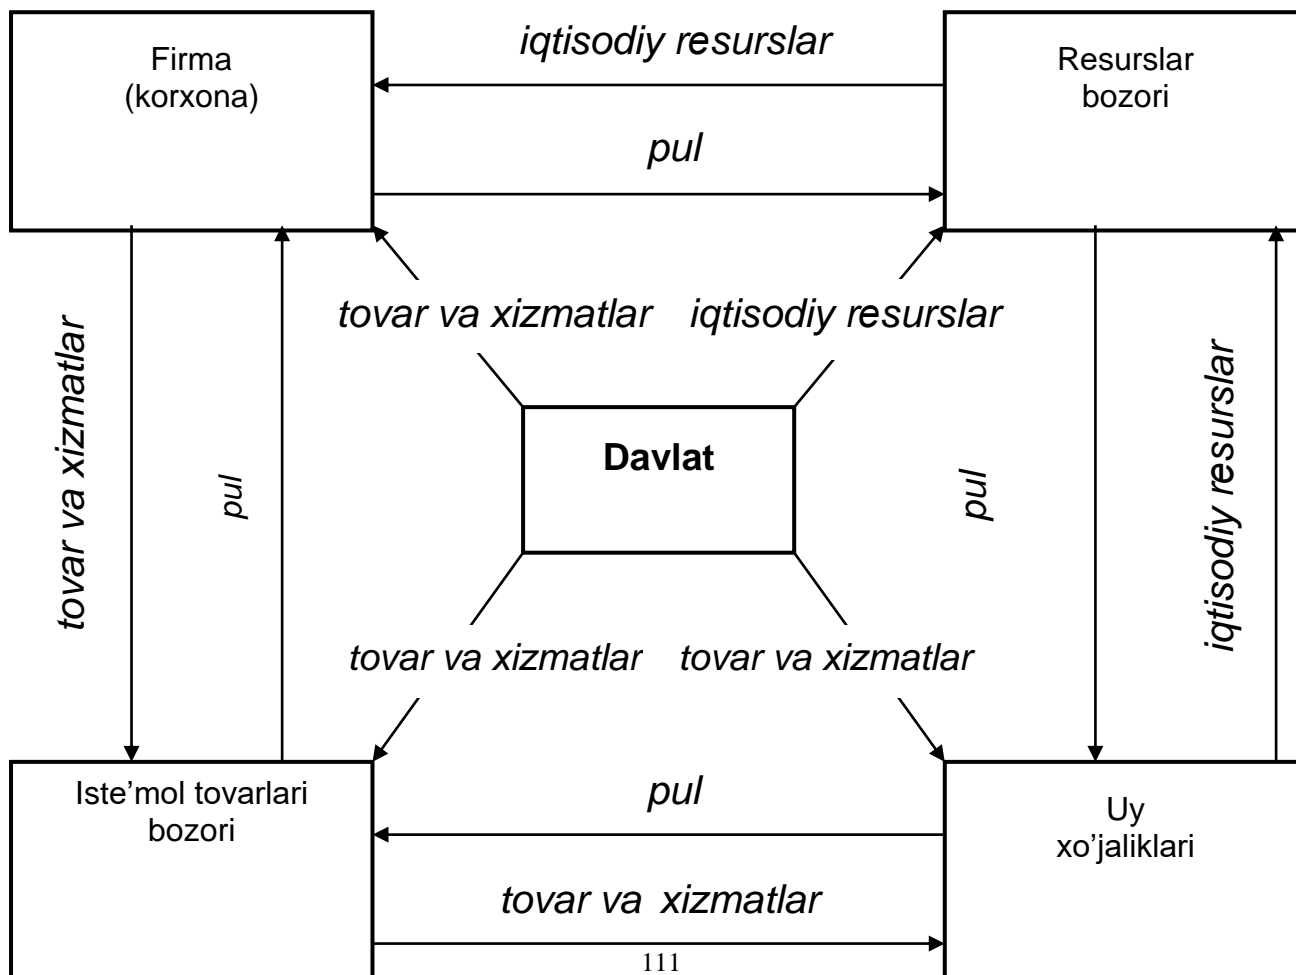 Firma
(korxona)
iqtisodiy resurslar
pul
Resurslar
bozori
tovar va xizmatlar
iqtisodiy resurslar
tovar va xizmatlar
pul
Davlat
pul
iqtisodiy resurslar
tovar va xizmatlar
tovar va xizmatlar
Iste’mol tovarlari
bozori
pul
tovar va xizmatlar
Uy
xo’jaliklari
111